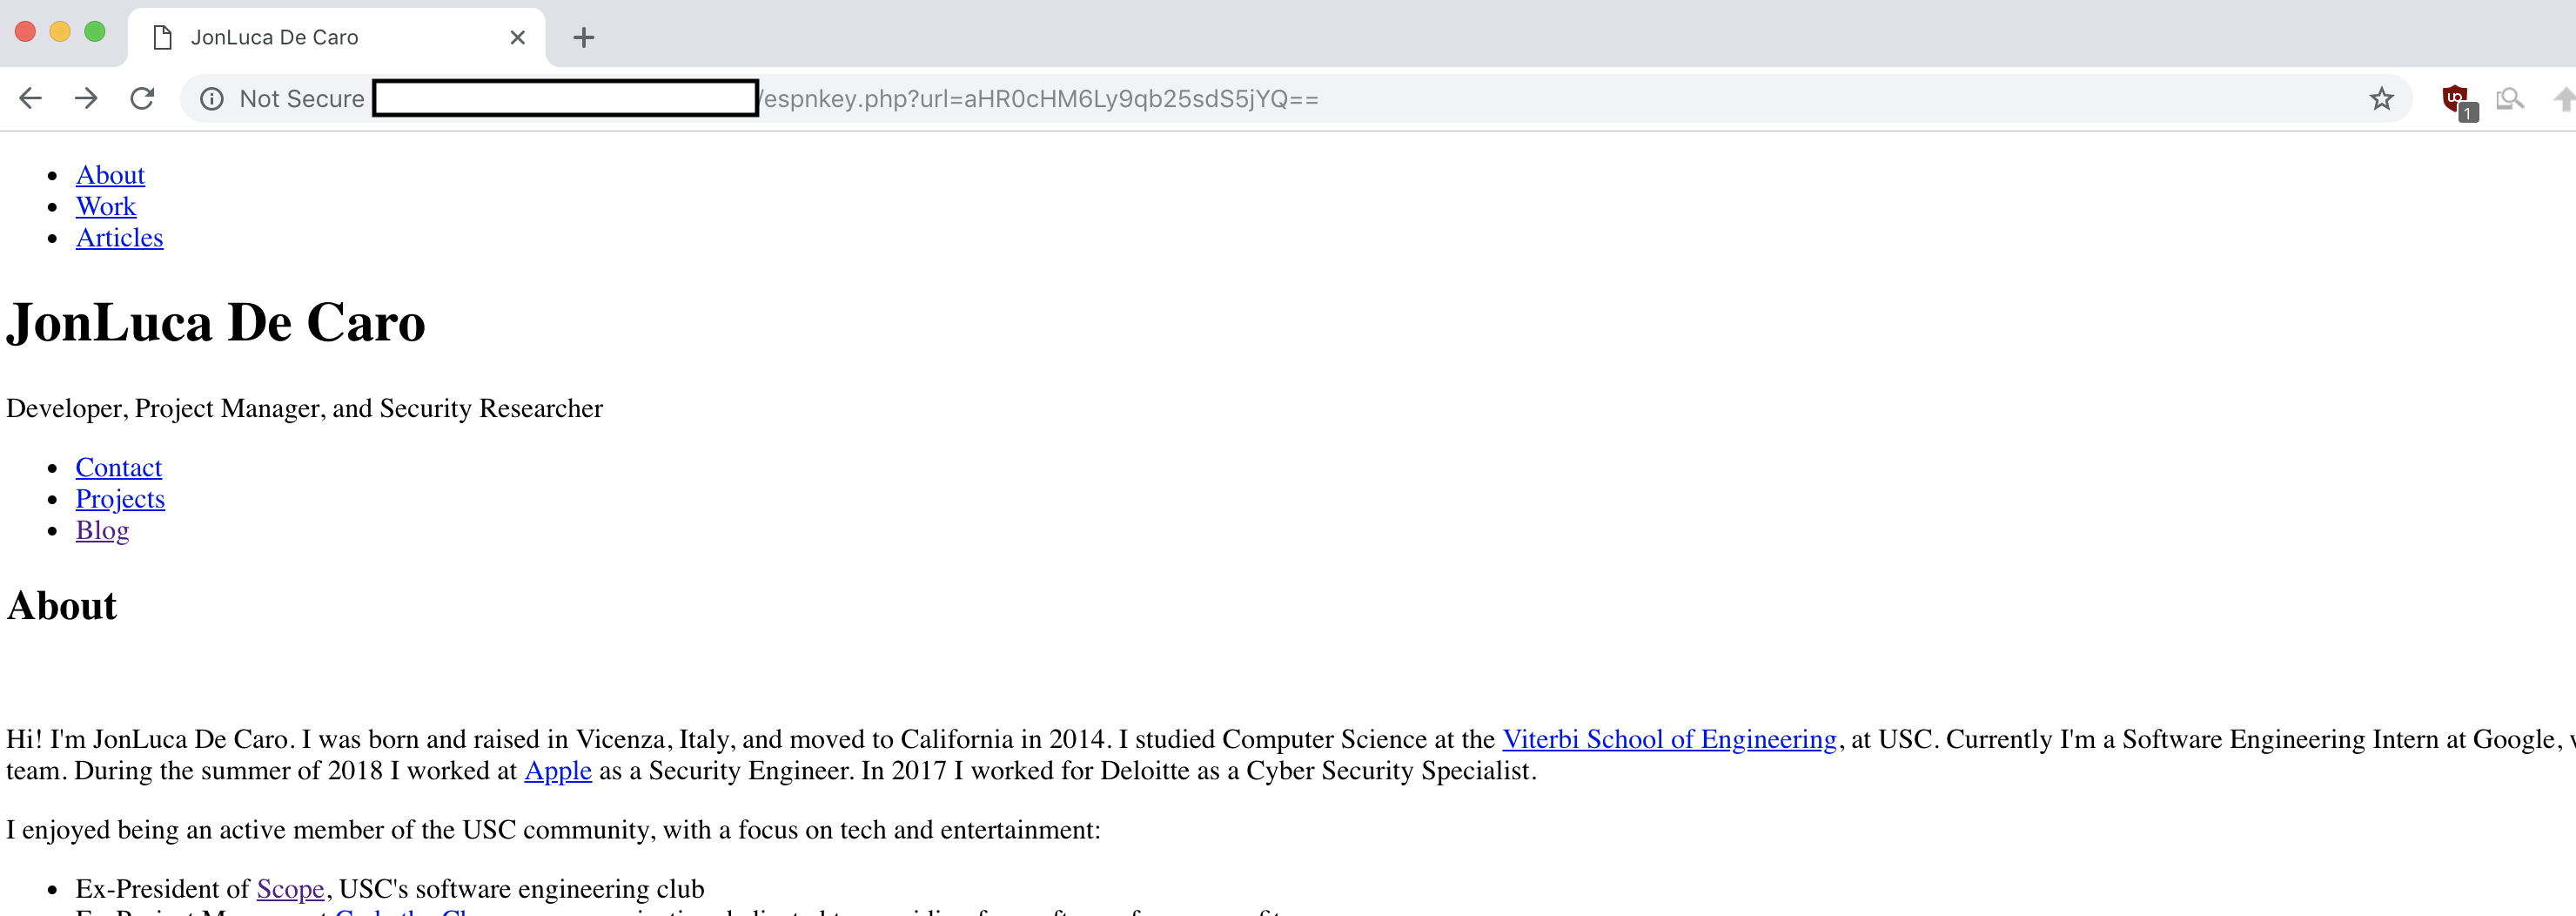 JonLuca De Caro
Not Secure /espnkey.php?url=aHR0cHM6Ly9qb25sdS5jYQ==
1
About
Work
Articles
JonLuca De Caro
Developer, Project Manager, and Security Researcher
Contact
Projects
Blog
About
Hi! I'm JonLuca De Caro. I was born and raised in Vicenza, Italy, and moved to California in 2014. I studied Computer Science at the Viterbi School of Engineering, at USC. Currently I'm a Software Engineering Intern at Google,
team. During the summer of 2018 I worked at Apple as a Security Engineer. In 2017 I worked for Deloitte as a Cyber Security Specialist.
I enjoyed being an active member of the USC community, with a focus on tech and entertainment:
Ex-President of Scope, USC's software engineering club